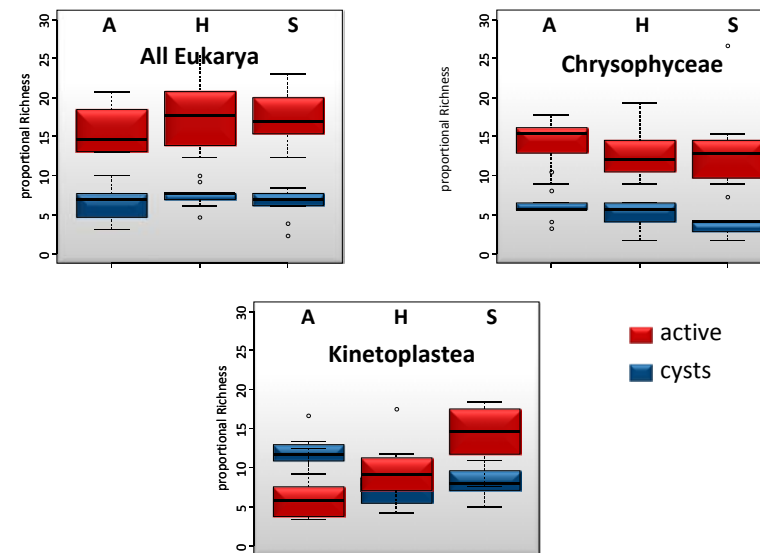 A H S
All Eukarya
proportional Richness
30
25
20
15
10
5
0
A H S
Chrysophyceae
proportional Richness
30
25
20
15
10
5
0
A H S
Kinetoplastea
proportional Richness
30
25
20
15
10
5
0
active
cysts